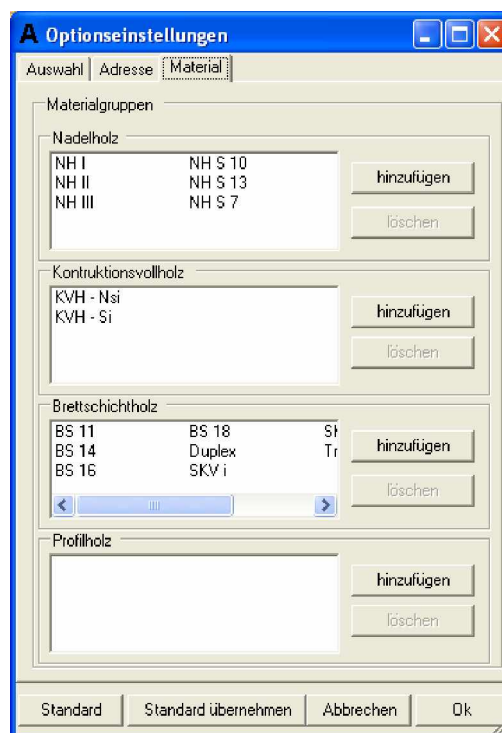 A Optionseinstellungen
Auswahl Adresse Material
Materialgruppen
Nadelholz
NH I NH S 10
NH II NH S 13
NH III NH S 7
hinzufügen
löschen
Kontruktionsvollholz
KVH - Nsi
KVH - Si
hinzufügen
löschen
Brettschichtholz
BS 11 BS 18
BS 14 Duplex Tr
BS 16 SKV i
hinzufügen
löschen
Profilholz
hinzufügen
löschen
Standard Standard übernehmen Abbrechen Ok